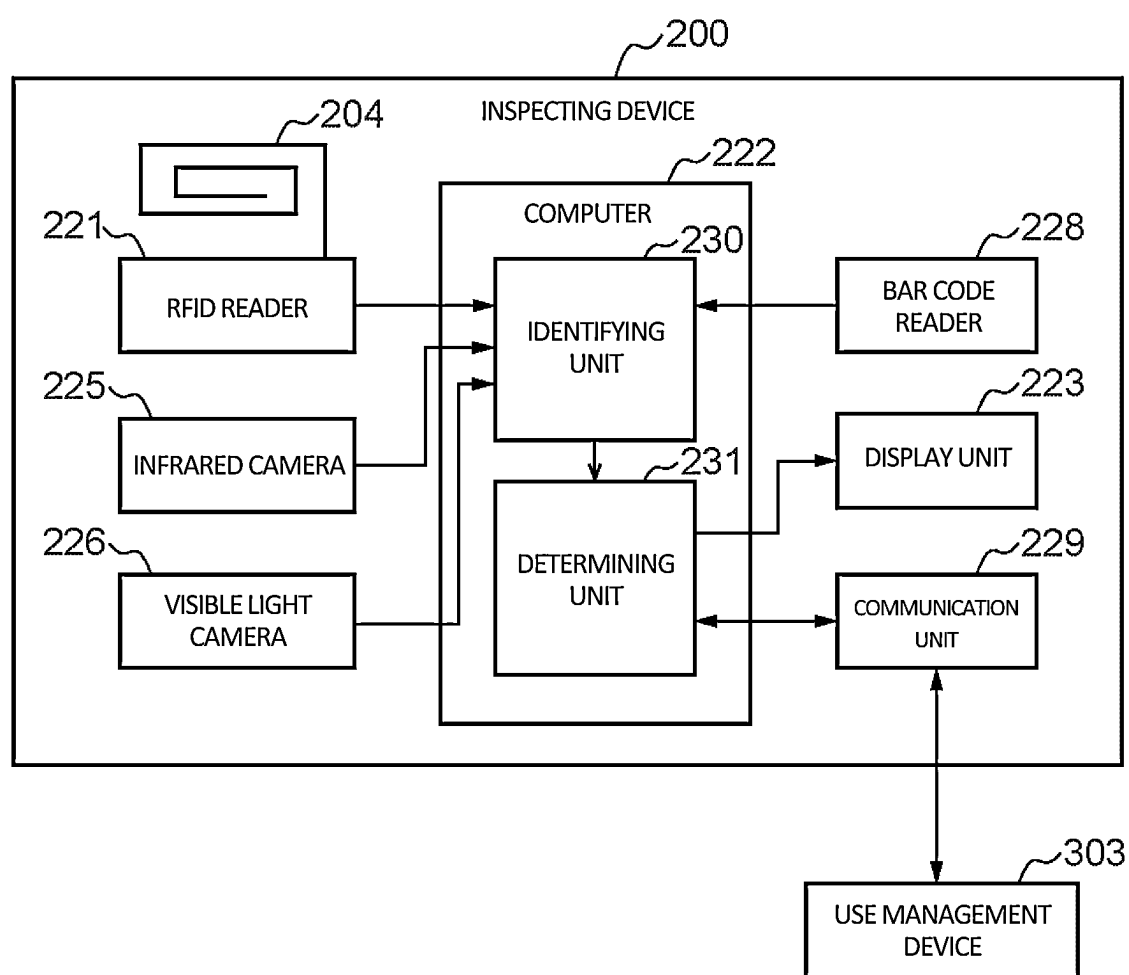 200
INSPECTING DEVICE
204
222
COMPUTER
221
230
228
RFID READER
IDENTIFYING
UNIT
BAR CODE
READER
225
223
INFRARED CAMERA
231
DISPLAY UNIT
226
229
VISIBLE LIGHT
CAMERA
DETERMINING
UNIT
COMMUNICATION
UNIT
303
USE MANAGEMENT
DEVICE